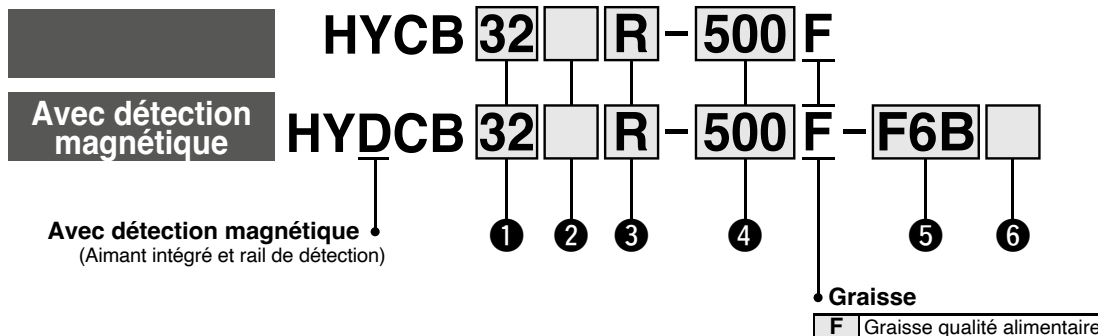 HYCB 32 R - 500 F
Avec détection
magnétique
HYDCB 32 R - 500 F - F6B
Avec détection magnétique
(Aimant intégré et rail de détection)
1 2 3 4 5 6
Graisse
F Graisse qualité alimentaire